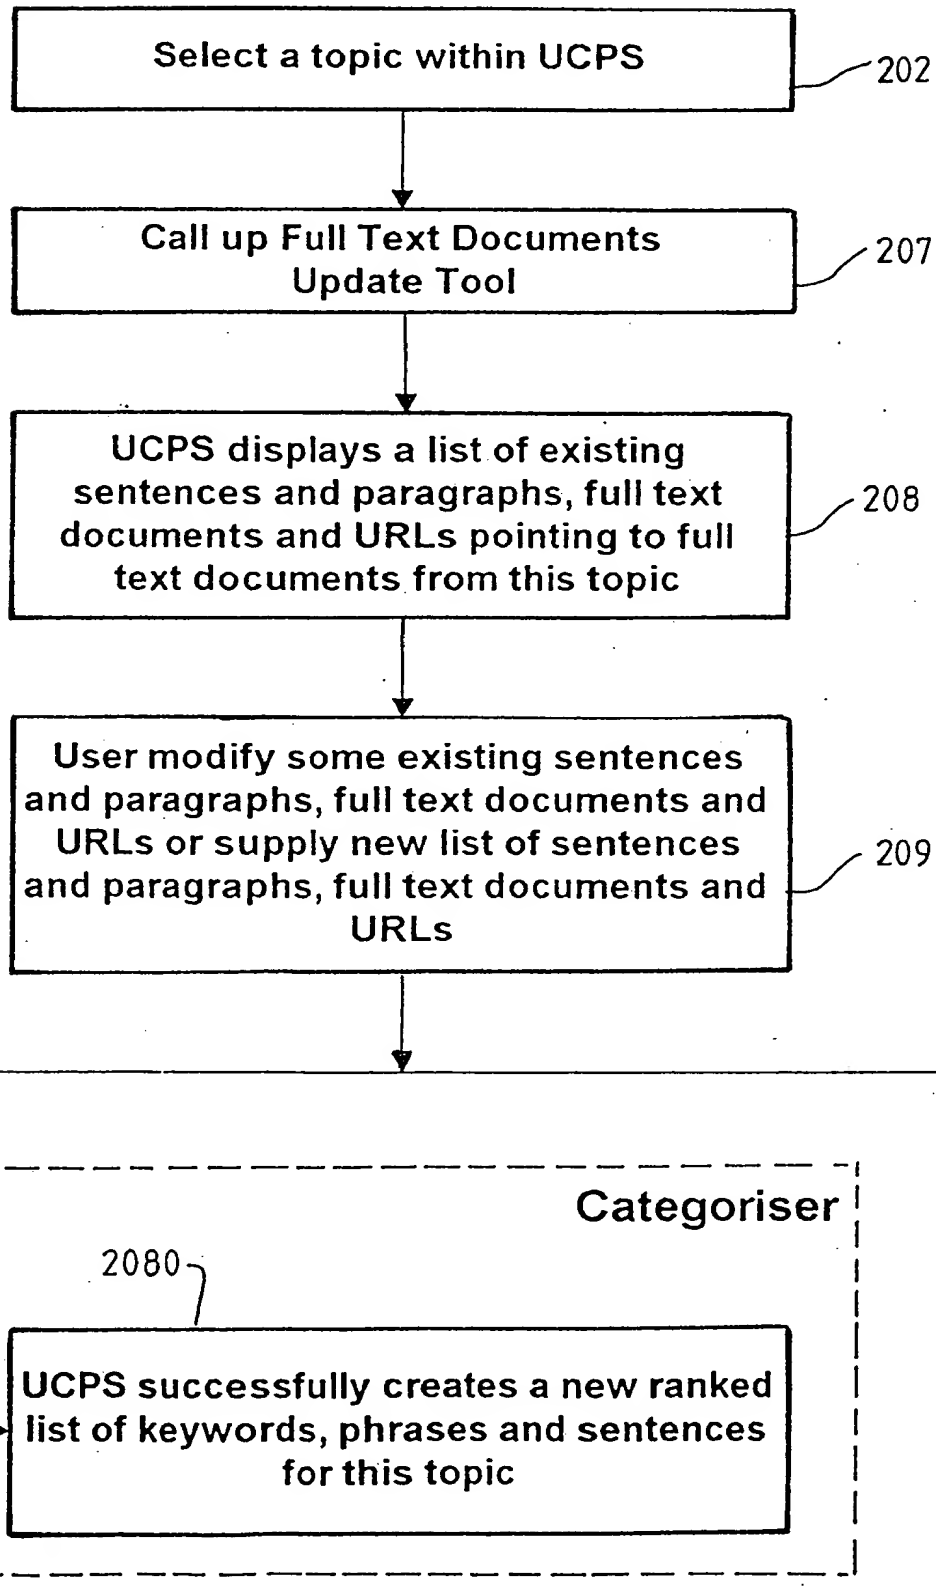 Select a topic within UCPS
202
Call up Full Text Documents
Update Tool
207
UCPS displays a list of existing
sentences and paragraphs, full text
documents and URLs pointing to full
text documents from this topic
208
User modify some existing sentences
and paragraphs, full text documents and
URLs or supply new list of sentences
and paragraphs, full text documents and
URLs
209
Categoriser
2080
UCPS successfully creates a new ranked
list of keywords, phrases and sentences
for this topic